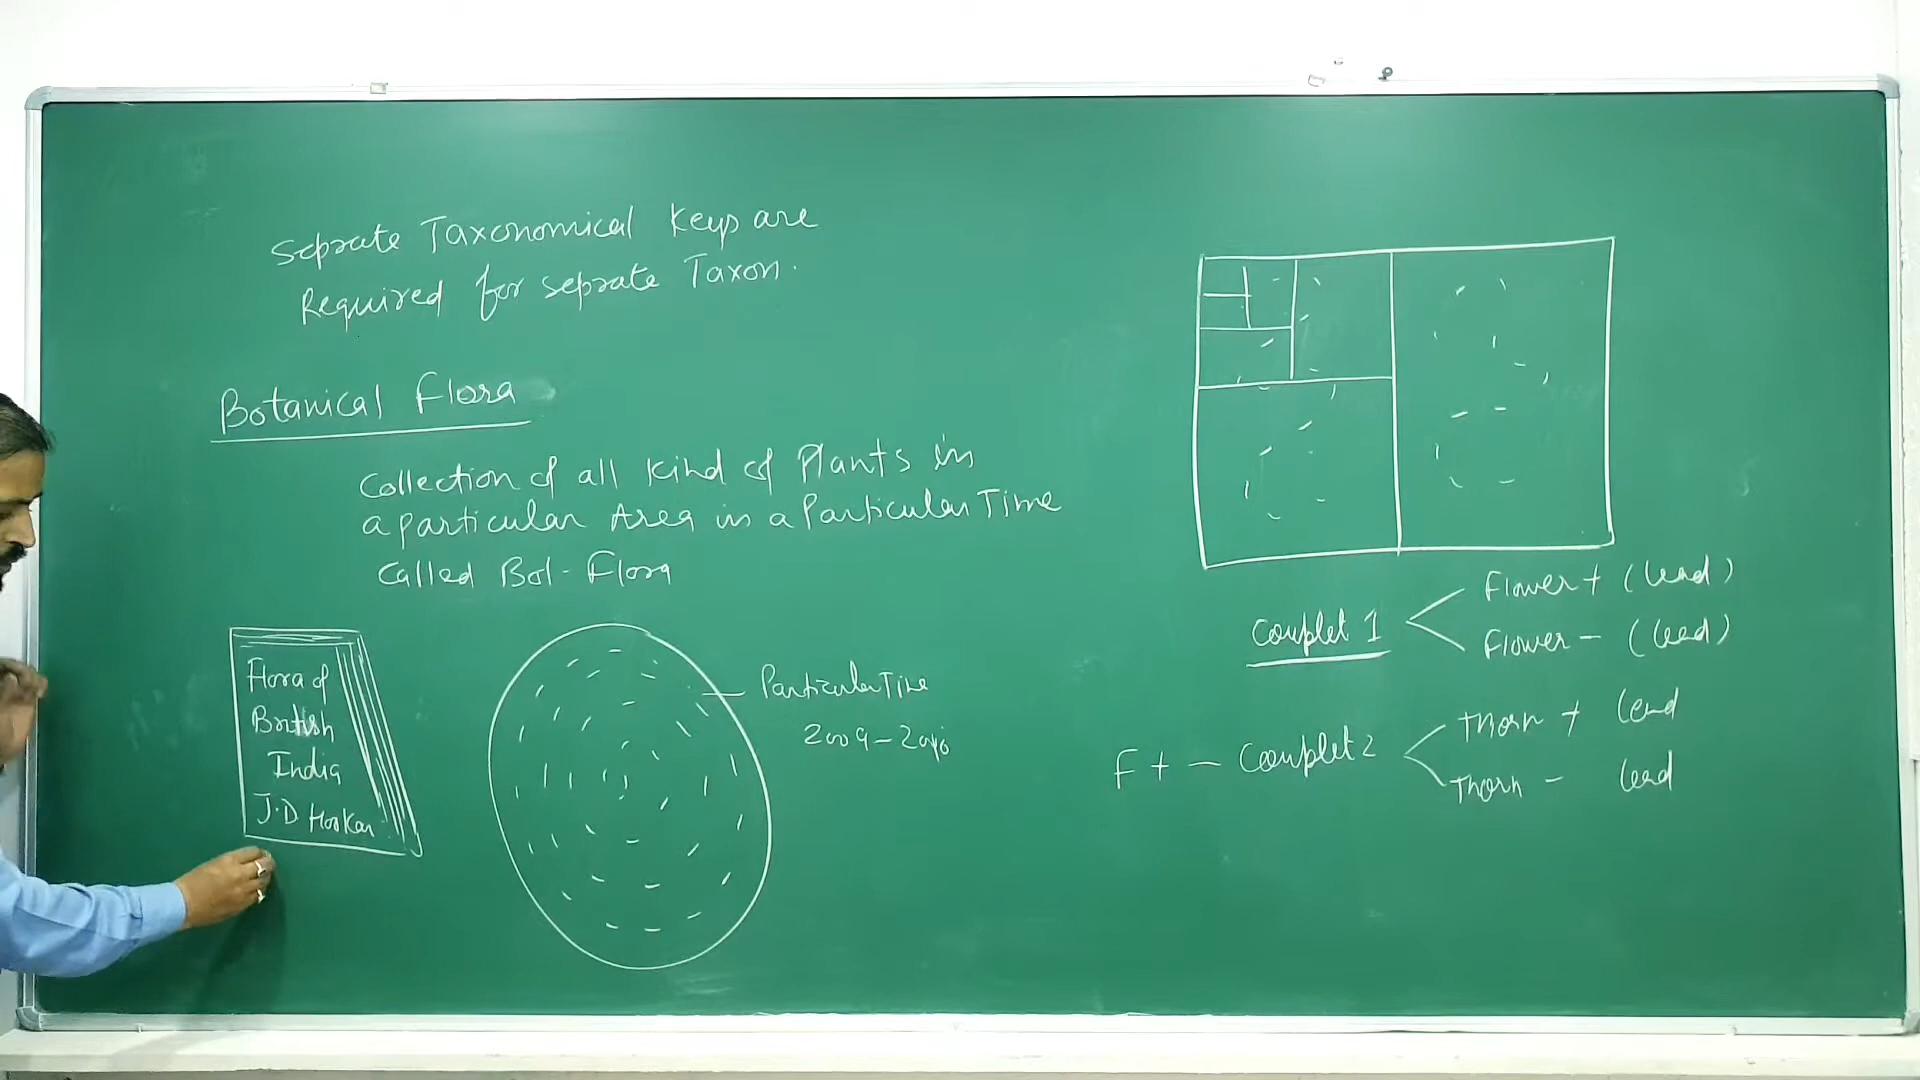 Seprate Taxonomical Keys are
Required for seprate Taxon.
Botanical Flora
Collection of all kind of Plants in
a particular Area in a Particular Time
Called Bot-Flora
Flora of
British
India
J.D Hooker
Particular Time
2009-
Couplet 1
Flower + (lead)
Flower - (lead)
F + - Couplet 2
Thorn + lead
Thorn - lead